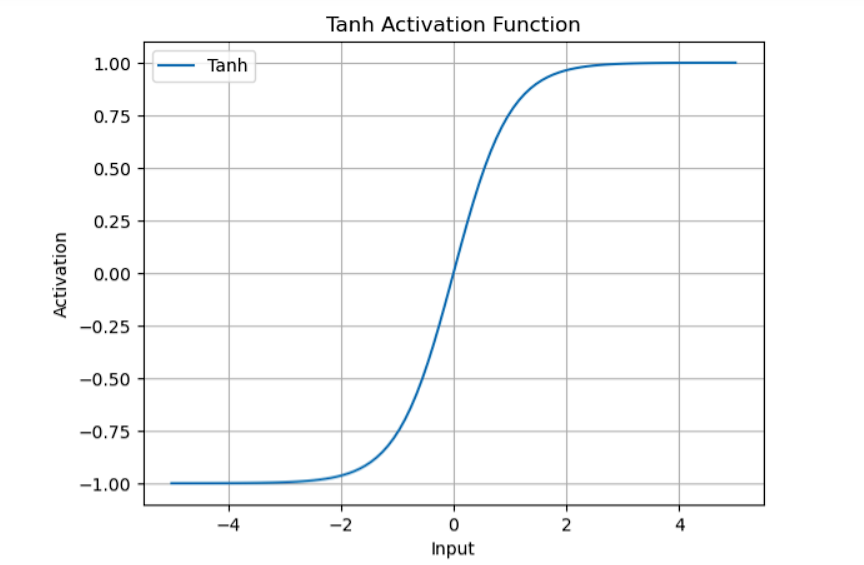 Tanh Activation Function
Tanh
1.00
0.75
0.50
0.25
0.00
−0.25
−0.50
−0.75
−1.00
Activation
−4 −2 0 2 4
Input